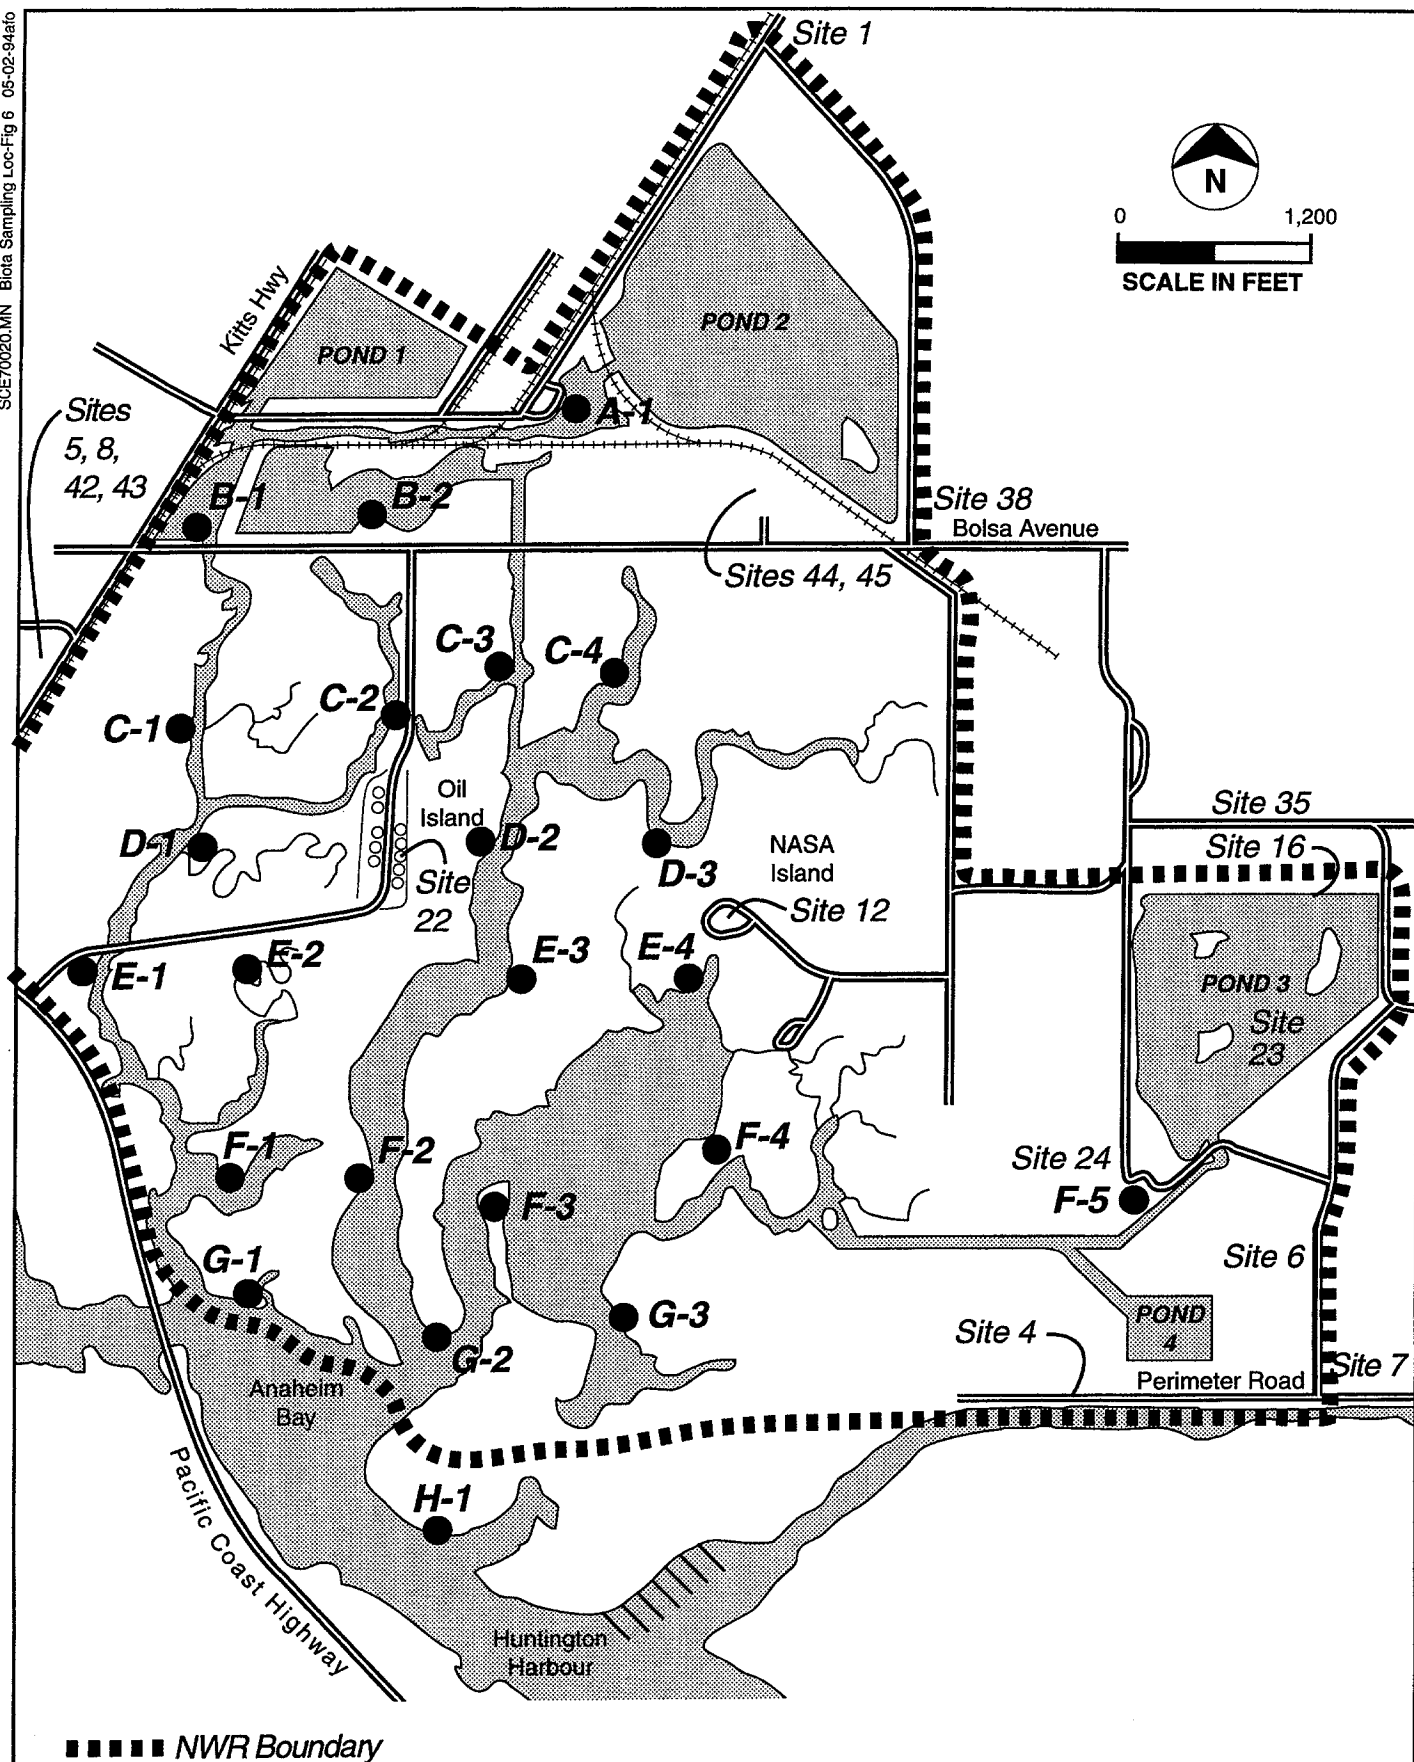 SCE70020.MN Biota Sampling Loc-Fig 6 05-02-94afo
Site 1
N
0 1,200
SCALE IN FEET
Kitts Hwy
POND 1
POND 2
Sites
5, 8,
42, 43
A-1
B-1
B-2
Site 38
Bolsa Avenue
Sites 44, 45
C-3
C-4
C-2
C-1
Oil
Island
D-1
D-2
D-3
NASA
Island
Site 35
Site 16
Site
22
Site 12
E-1
E-2
E-3
E-4
POND 3
Site
23
F-1
F-2
F-3
F-4
Site 24
F-5
G-1
G-2
G-3
Site 6
POND
4
Site 4
Site 7
Perimeter Road
Anaheim
Bay
H-1
Pacific Coast Highway
Huntington
Harbour
NWR Boundary